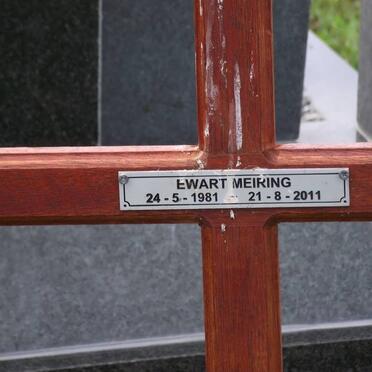 EWART MEIRING
24 - 5 - 1981 - 21 - 8 - 2011